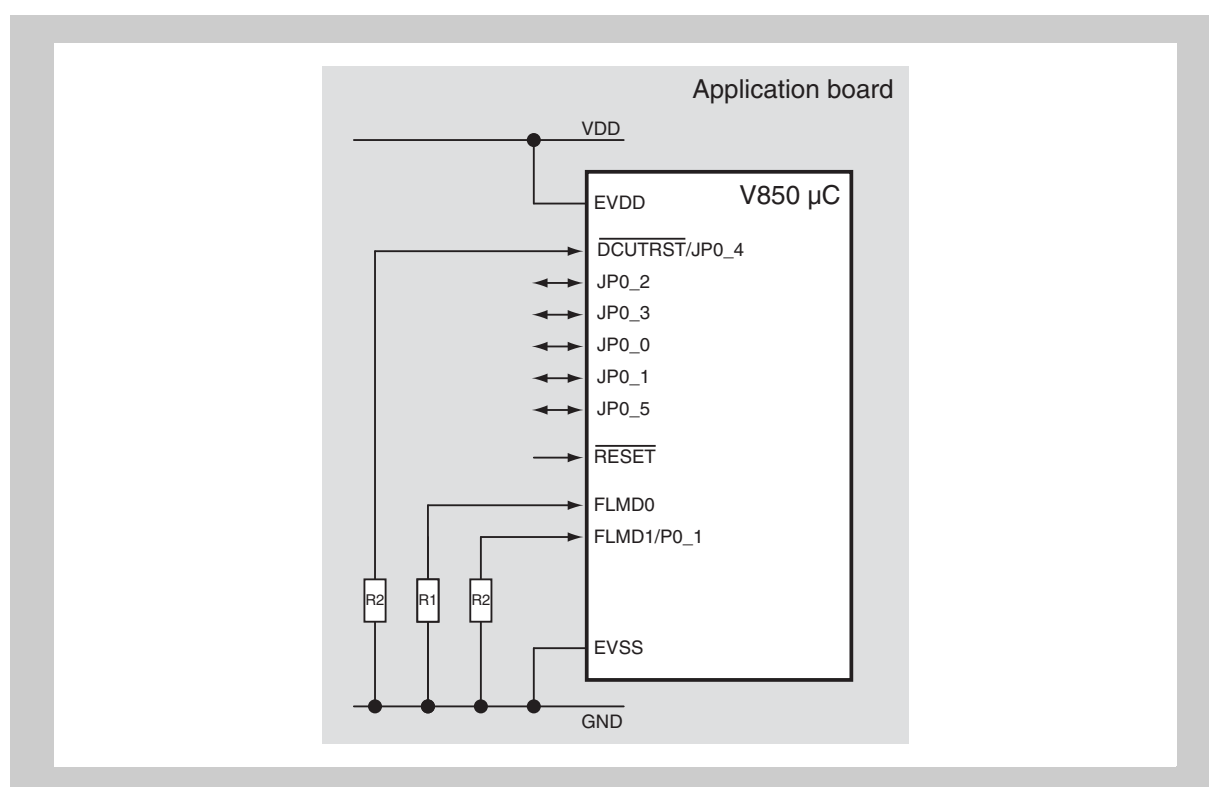 Application board
VDD
V850 µC
EVDD
DCUTRST/JP0_4
JP0_2
JP0_3
JP0_0
JP0_1
JP0_5
RESET
FLMD0
FLMD1/P0_1
R2
R1
R2
EVSS
GND